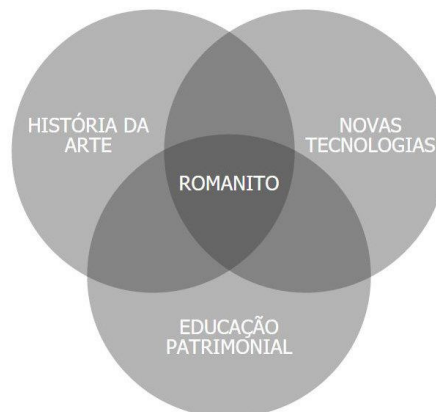 HISTÓRIA DA
ARTE
NOVAS
TECNOLOGIAS
ROMANITO
EDUCAÇÃO
PATRIMONIAL